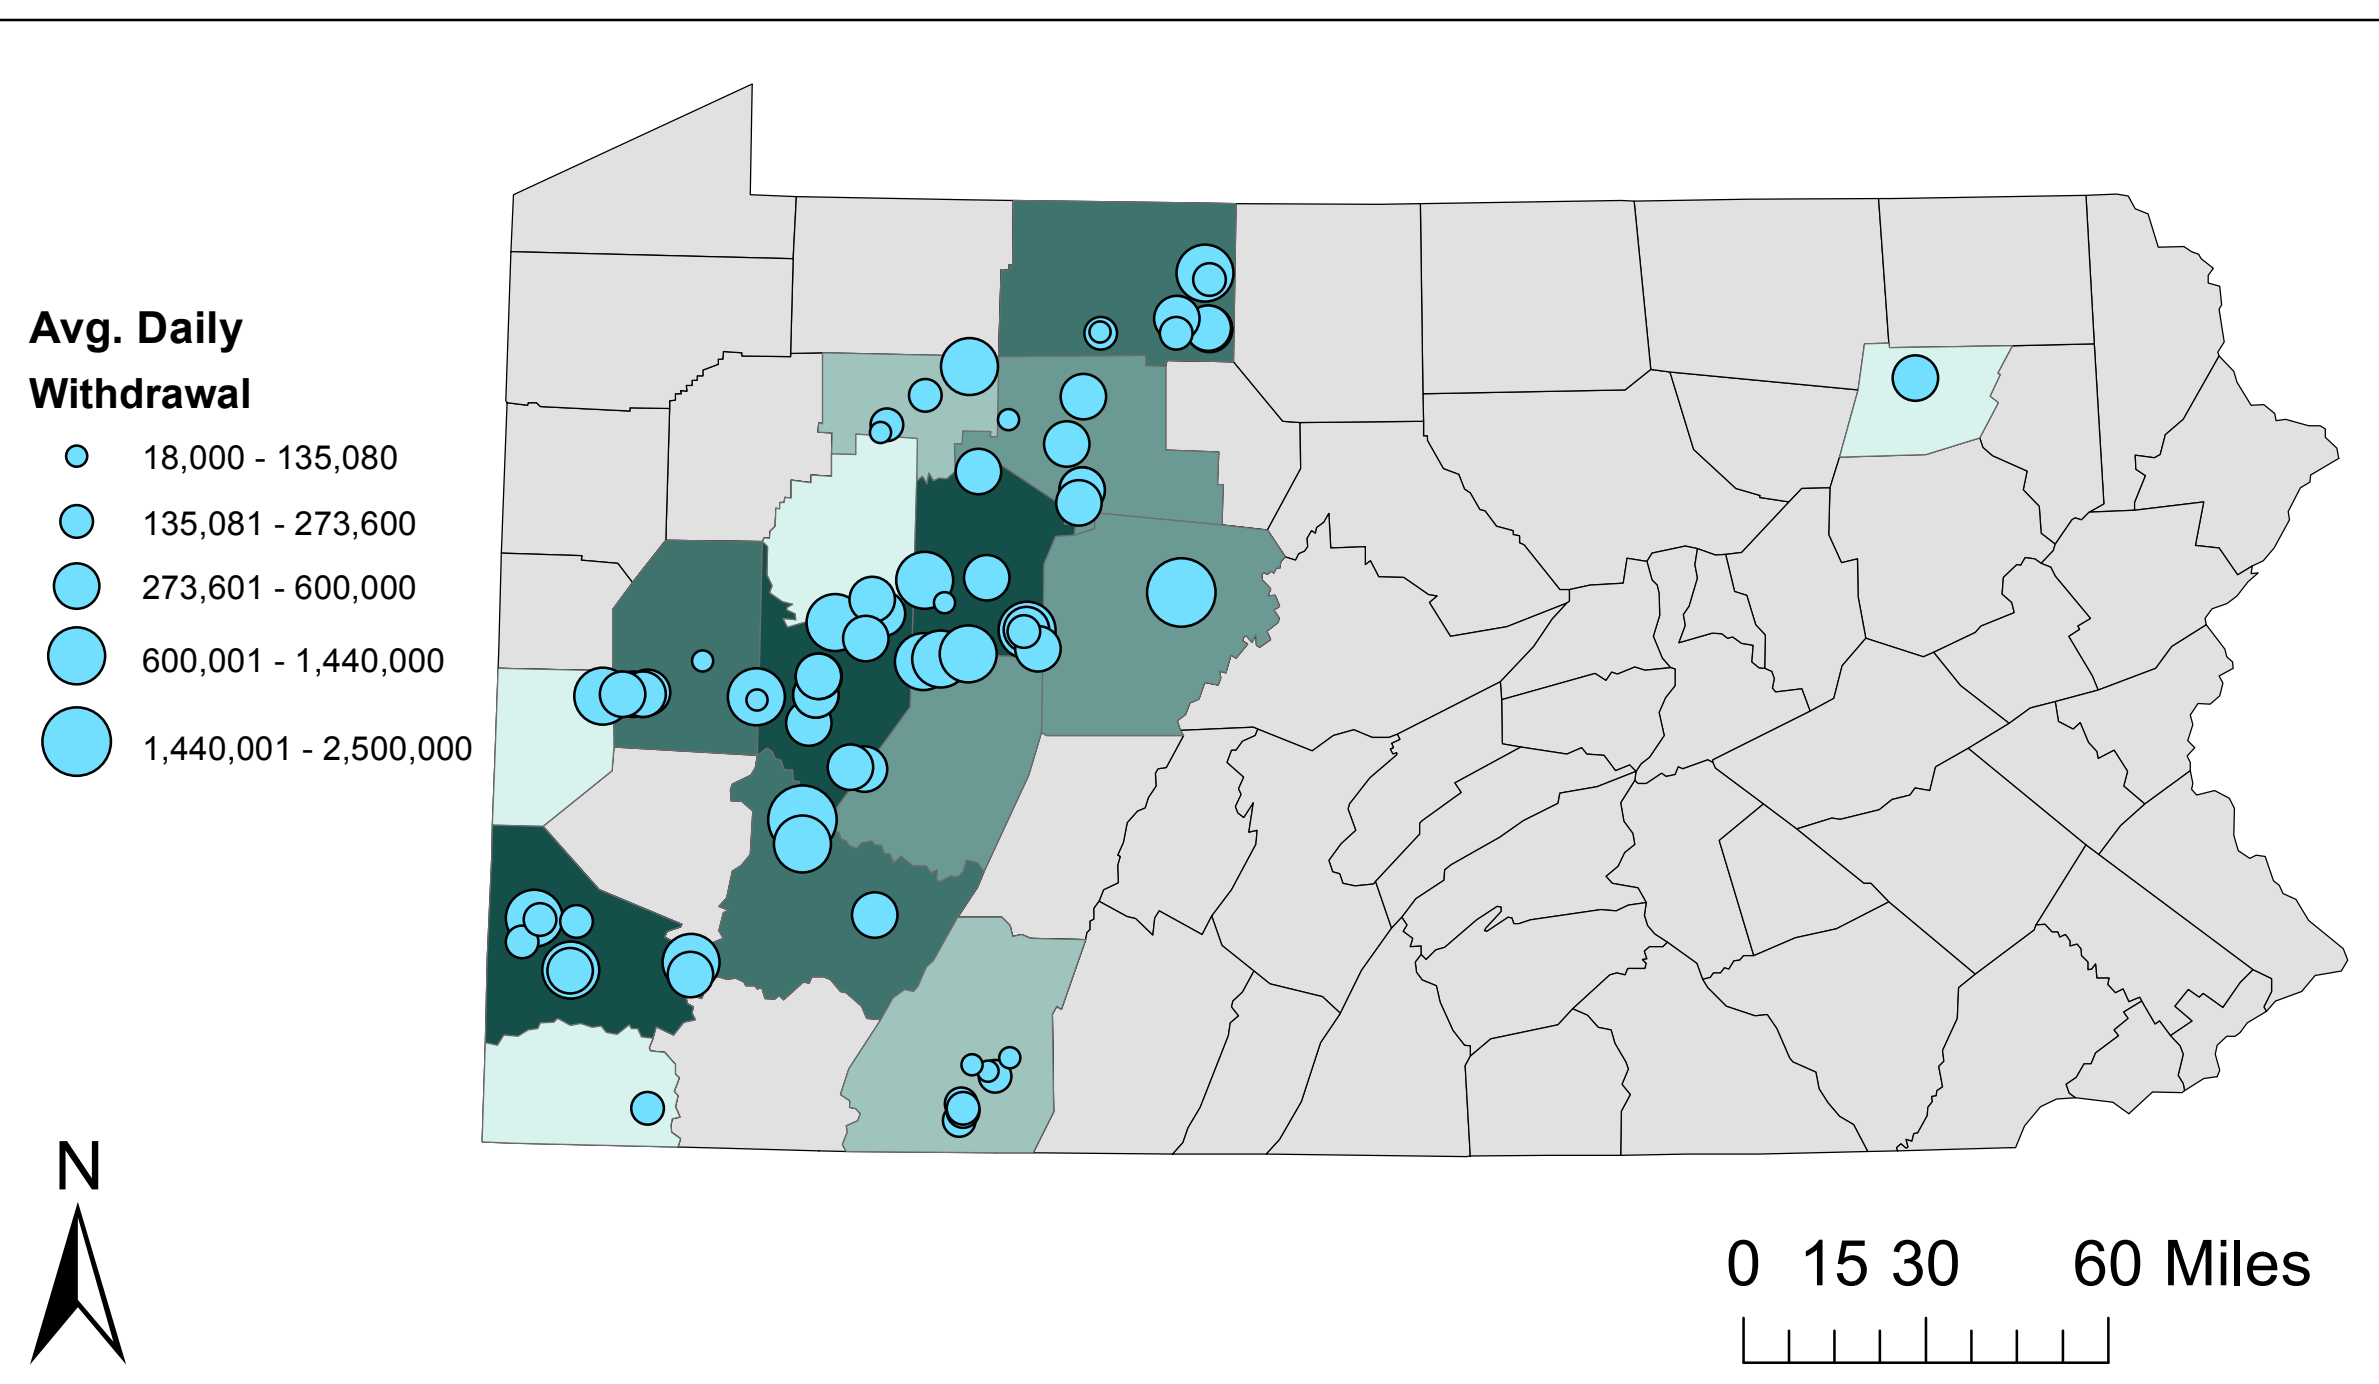 Avg. Daily
Withdrawal
18,000 - 135,080
135,081 - 273,600
273,601 - 600,000
600,001 - 1,440,000
1,440,001 - 2,500,000
N
0 15 30 60 Miles